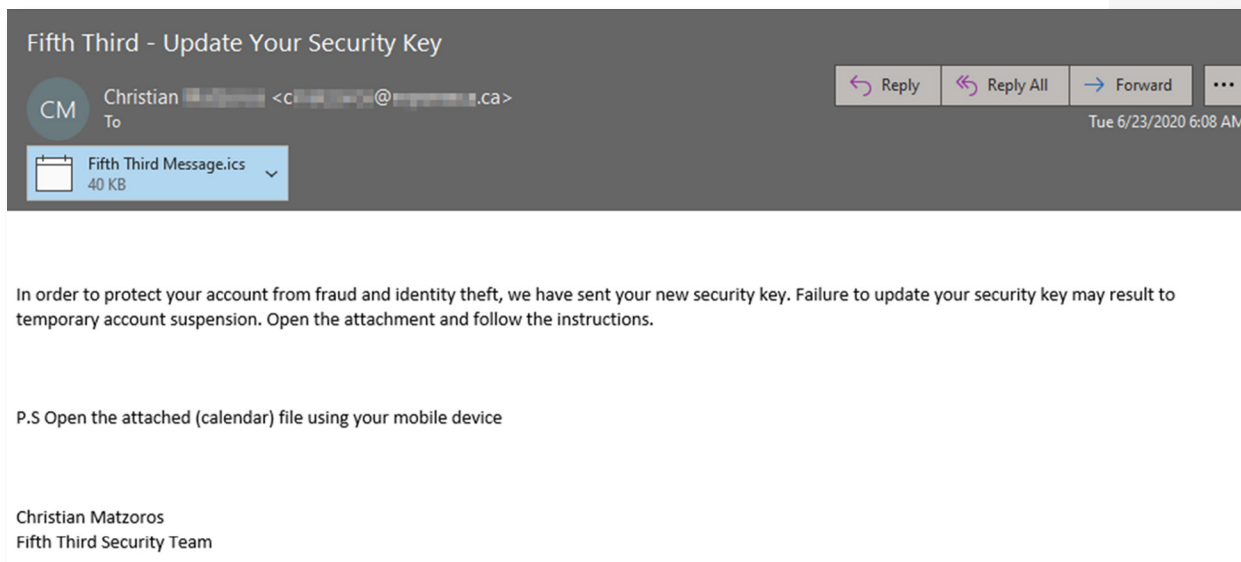 Fifth Third - Update Your Security Key
CM
Christian <c @ .ca>
To
Reply
Reply All
Forward
Tue 6/23/2020 6:08 AM
Fifth Third Message.ics
40 KB
In order to protect your account from fraud and identity theft, we have sent your new security key. Failure to update your security key may result to
temporary account suspension. Open the attachment and follow the instructions.
P.S Open the attached (calendar) file using your mobile device
Christian Matzoros
Fifth Third Security Team